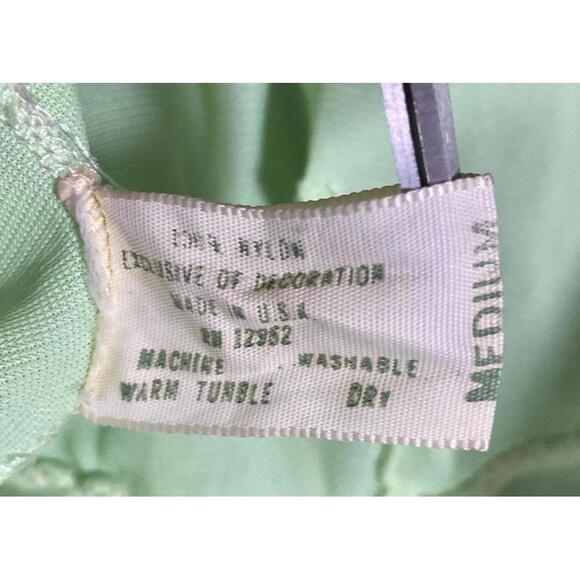 100% NYLON
EXCLUSIVE OF DECORATION
MADE IN U.S.A.
RN 12952
MACHINE WASHABLE
WARM TUMBLE DRY
MEDIUM